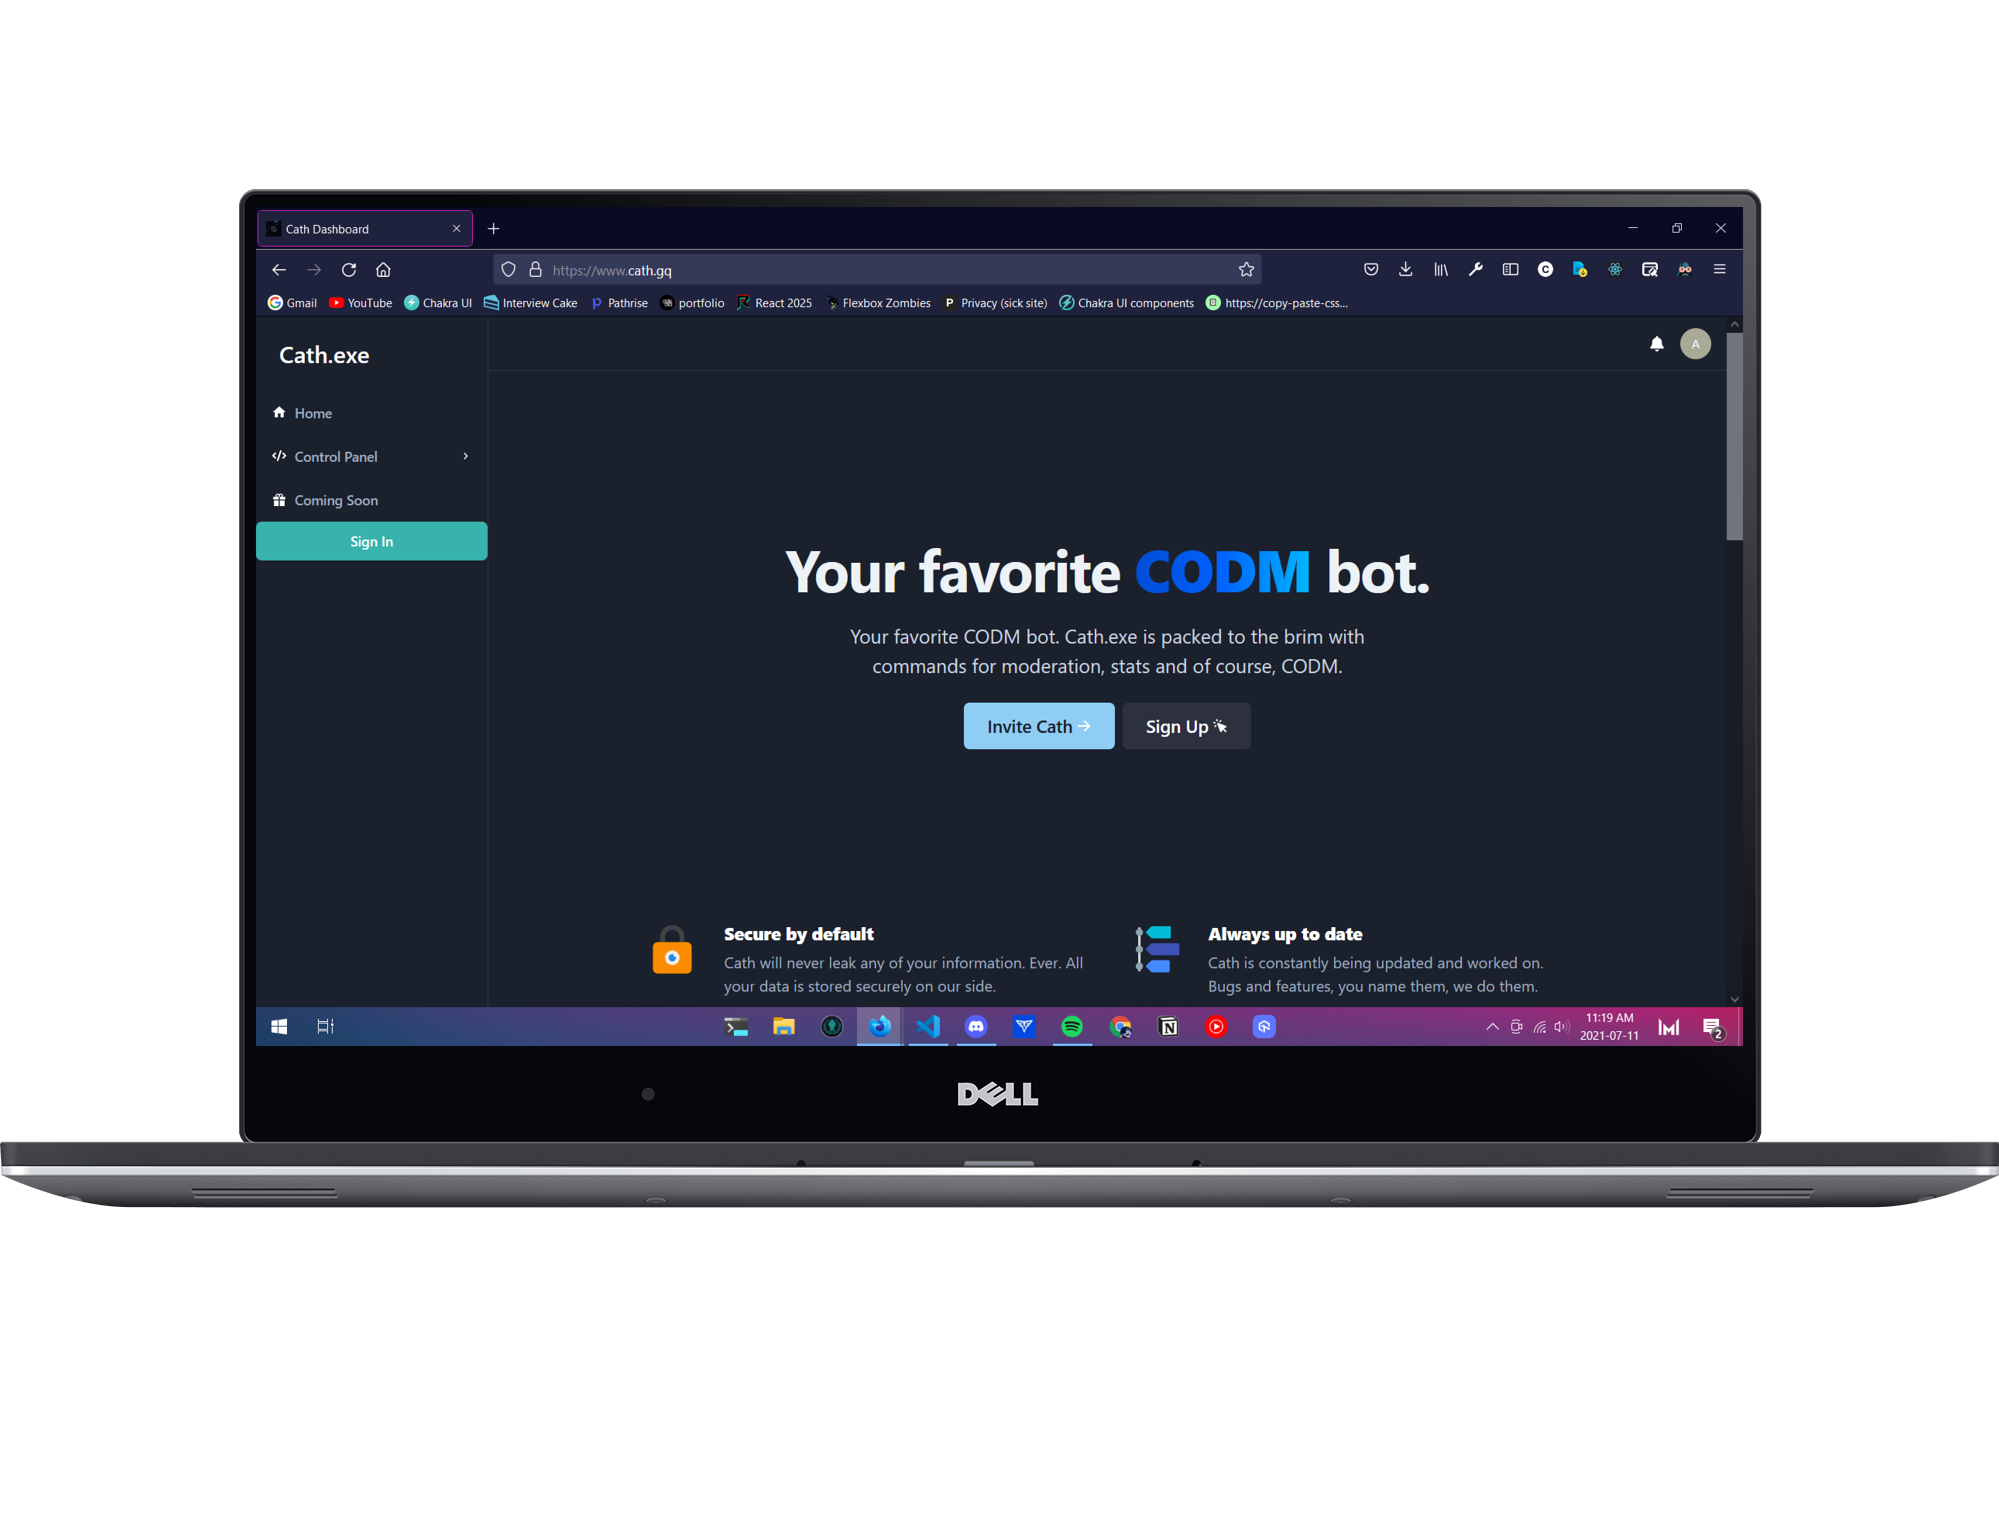 Cath Dashboard
https://www.cath.gq
Gmail YouTube Chakra UI Interview Cake Pathrise portfolio React 2025 Flexbox Zombies Privacy (sick site) Chakra UI components https://copy-paste-css...
Cath.exe
A
Home
Control Panel
Coming Soon
Sign In
Your favorite CODM bot.
Your favorite CODM bot. Cath.exe is packed to the brim with
commands for moderation, stats and of course, CODM.
Invite Cath
Sign Up
Secure by default
Cath will never leak any of your information. Ever. All
your data is stored securely on our side.
Always up to date
Cath is constantly being updated and worked on.
Bugs and features, you name them, we do them.
11:19 AM
2021-07-11
2
DELL